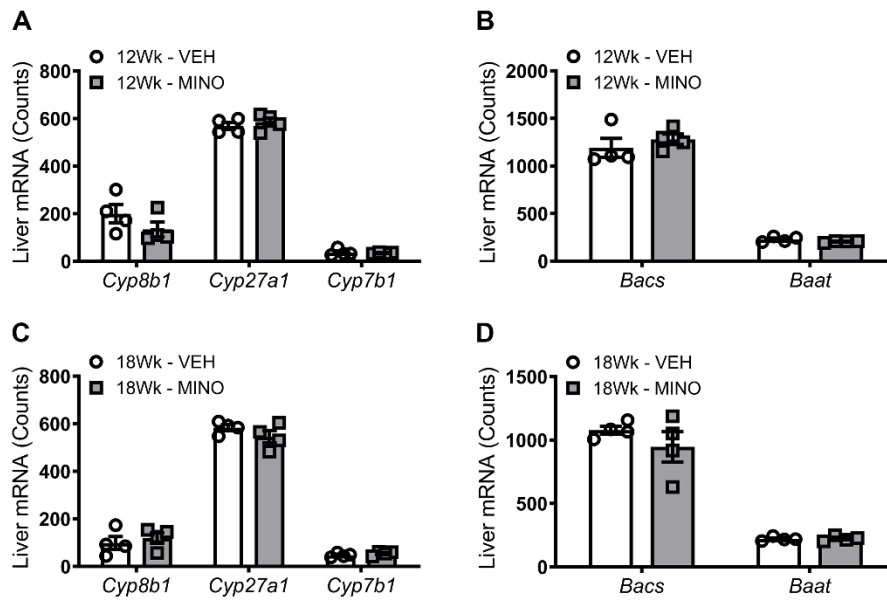 A
12Wk - VEH
12Wk - MINO
Liver mRNA (Counts)
800
600
400
200
0
Cyp8b1 Cyp27a1 Cyp7b1
B
12Wk - VEH
12Wk - MINO
Liver mRNA (Counts)
2000
1500
1000
500
0
Bacs Baat
C
18Wk - VEH
18Wk - MINO
Liver mRNA (Counts)
800
600
400
200
0
Cyp8b1 Cyp27a1 Cyp7b1
D
18Wk - VEH
18Wk - MINO
Liver mRNA (Counts)
1500
1000
500
0
Bacs Baat